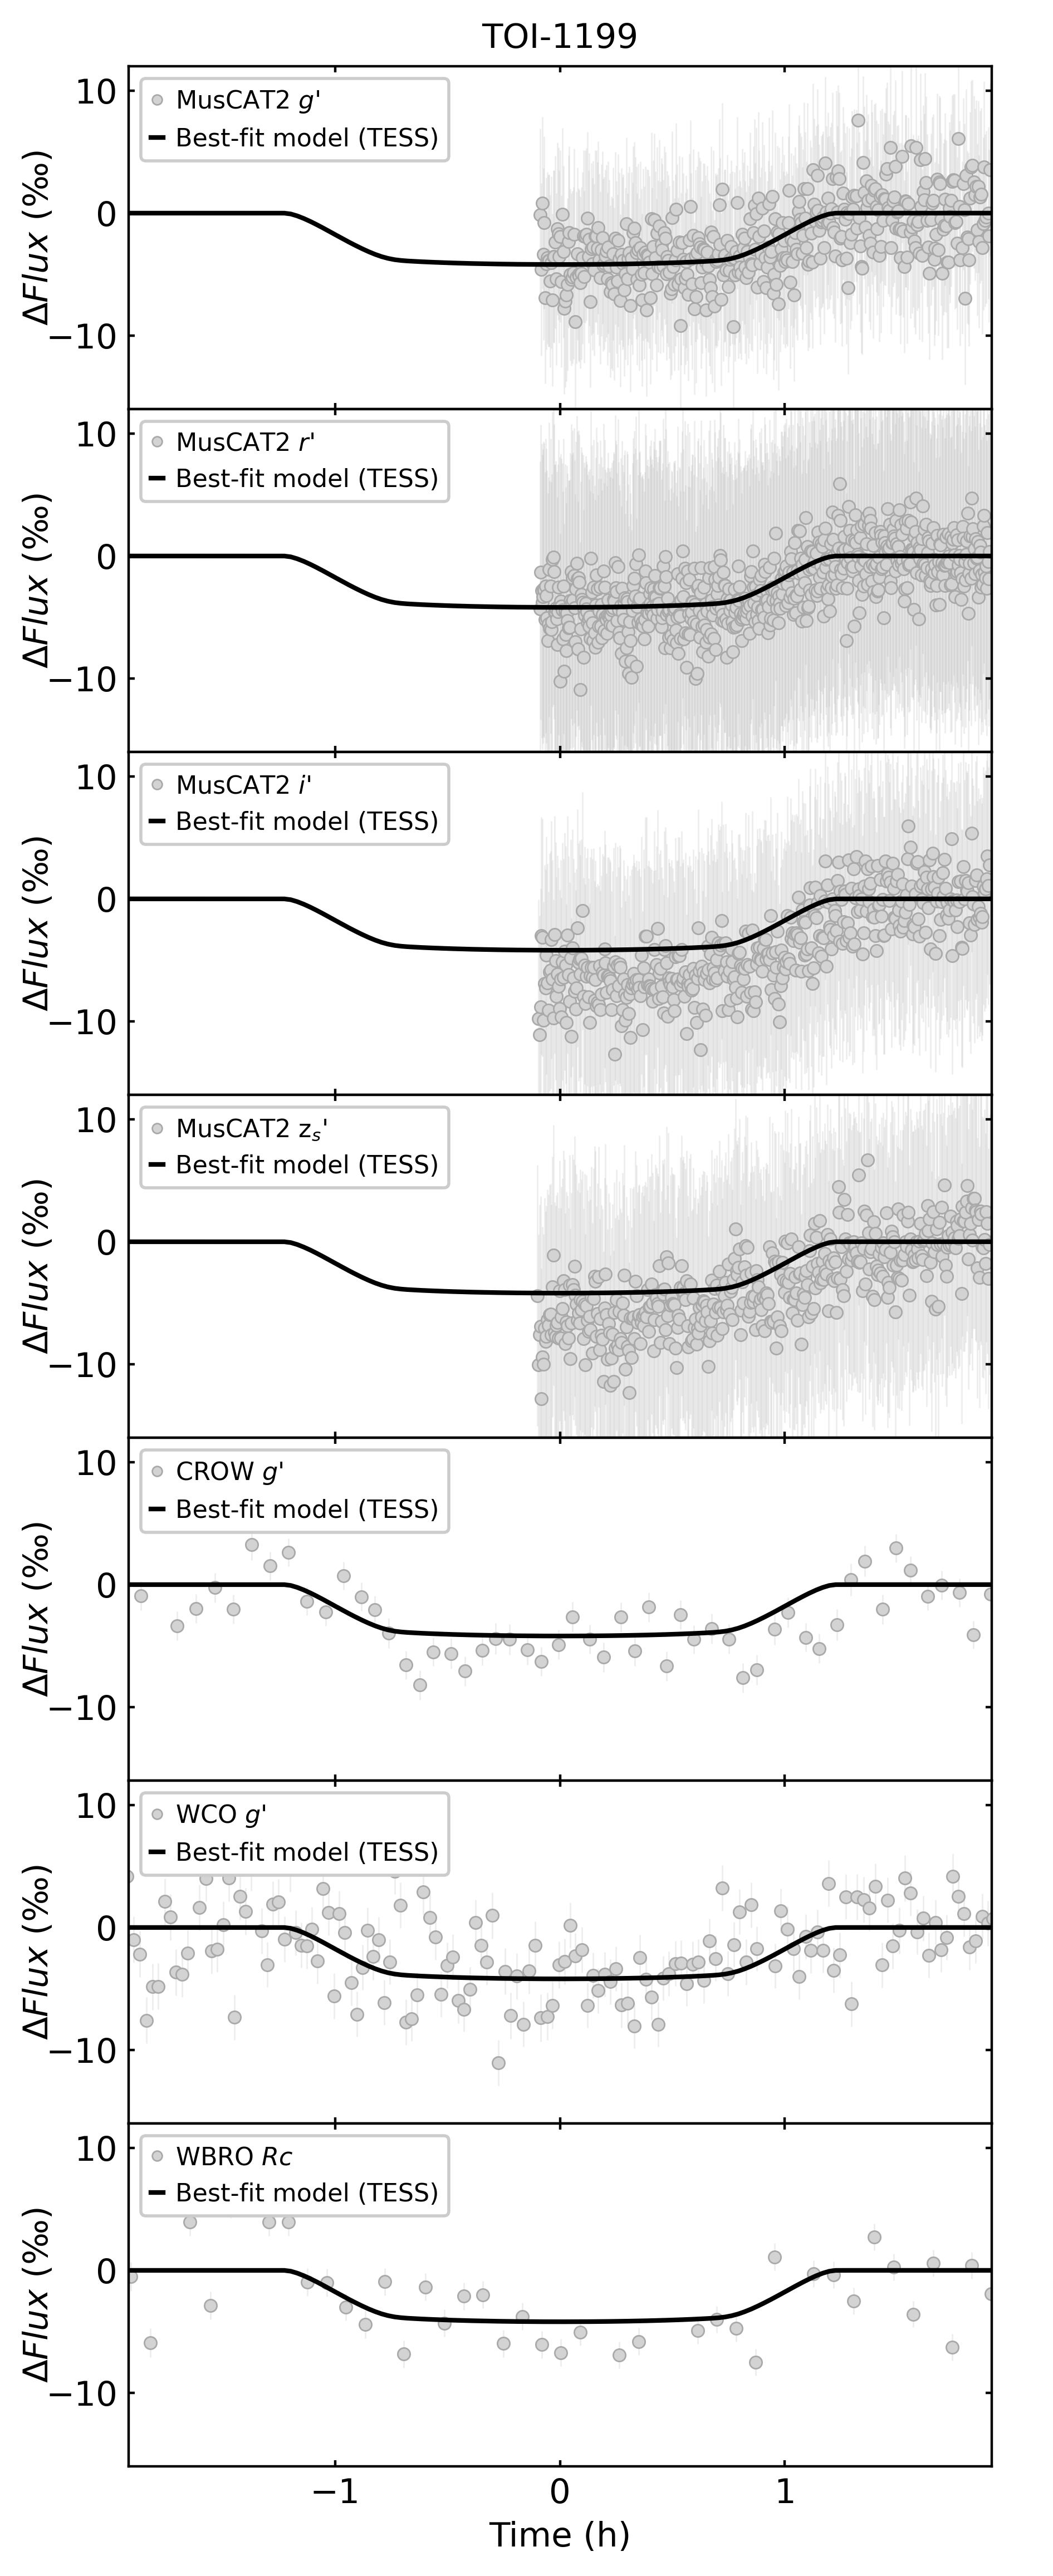 TOI-1199
10
MusCAT2 g'
Best-fit model (TESS)
0
ΔFlux (‰)
−10
10
MusCAT2 r'
Best-fit model (TESS)
0
ΔFlux (‰)
−10
10
MusCAT2 i'
Best-fit model (TESS)
0
ΔFlux (‰)
−10
10
MusCAT2 zs'
Best-fit model (TESS)
0
ΔFlux (‰)
−10
10
CROW g'
Best-fit model (TESS)
0
ΔFlux (‰)
−10
10
WCO g'
Best-fit model (TESS)
0
ΔFlux (‰)
−10
10
WBRO Rc
Best-fit model (TESS)
0
ΔFlux (‰)
−10
−1 0 1
Time (h)